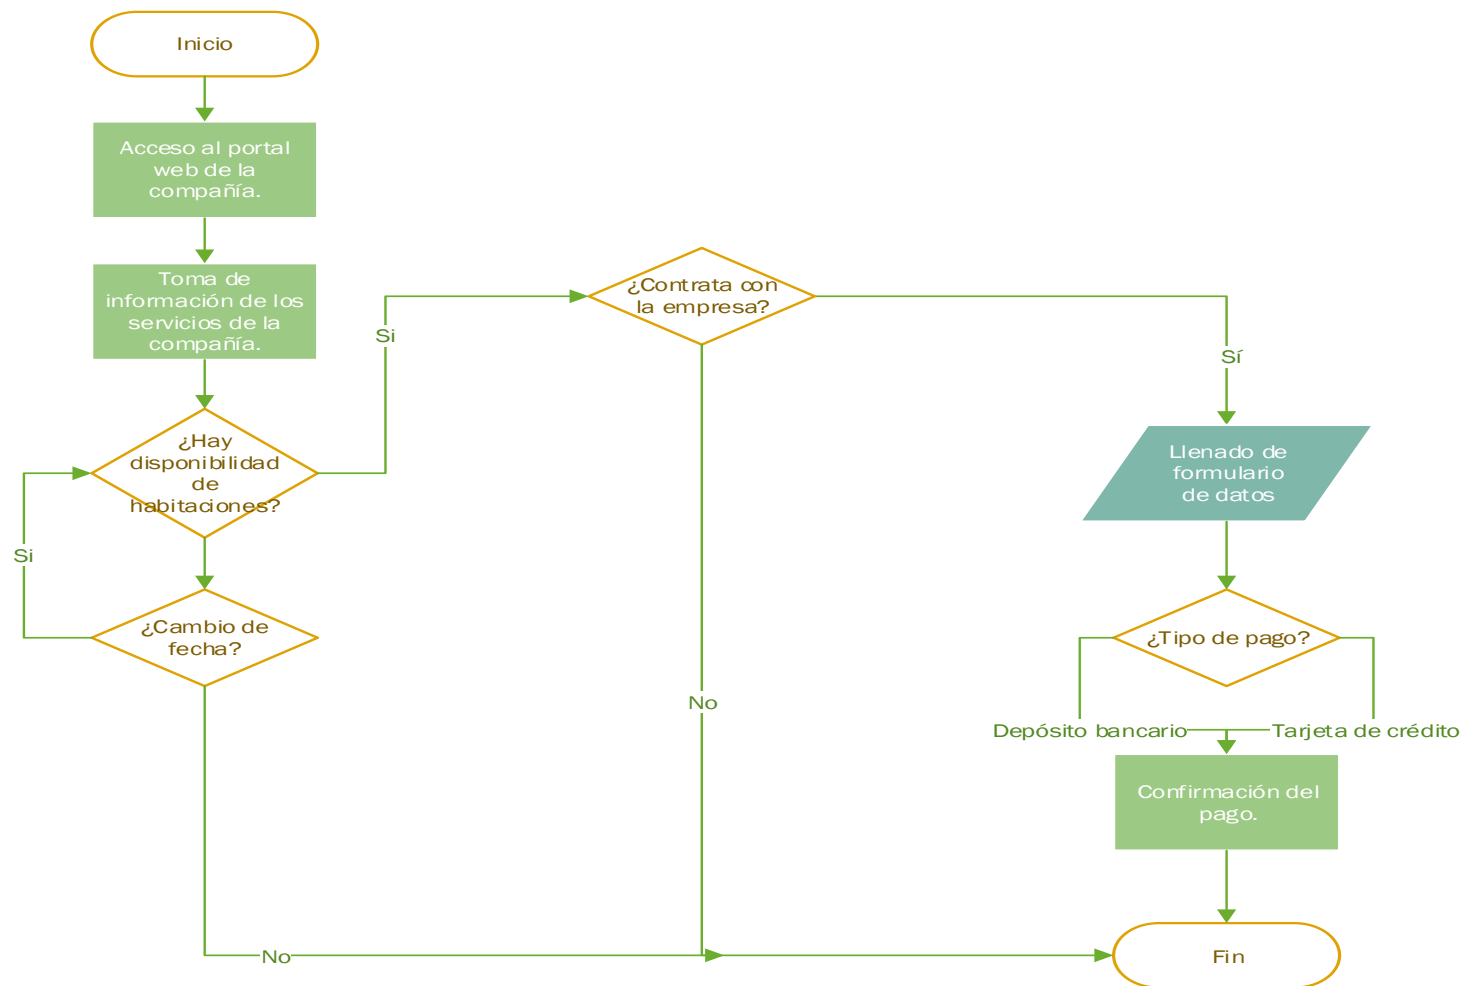 Inicio
Acceso al portal
web de la
compañía.
Toma de
información de los
servicios de la
compañía.
¿Contrata con
la empresa?
Si
Sí
¿Hay
disponibilidad
de
habitaciones?
Llenado de
formulario
de datos
Si
¿Cambio de
fecha?
¿Tipo de pago?
No
Depósito bancario
Tarjeta de crédito
Confirmación del
pago.
No
Fin